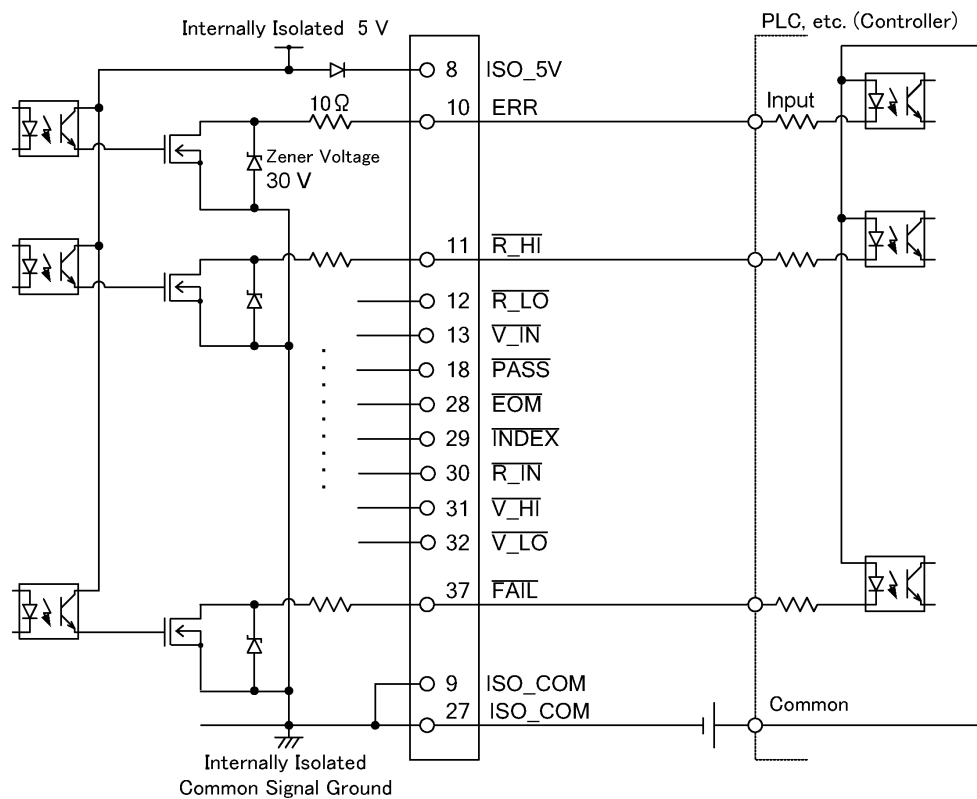 Internally Isolated 5 V
PLC, etc. (Controller)
8 ISO_5V
10 ERR
10Ω
Input
Zener Voltage
30 V
11 R_HI
12 R_LO
13 V_IN
18 PASS
28 EOM
29 INDEX
30 R_IN
31 V_HI
32 V_LO
37 FAIL
9 ISO_COM
27 ISO_COM
Common
Internally Isolated
Common Signal Ground